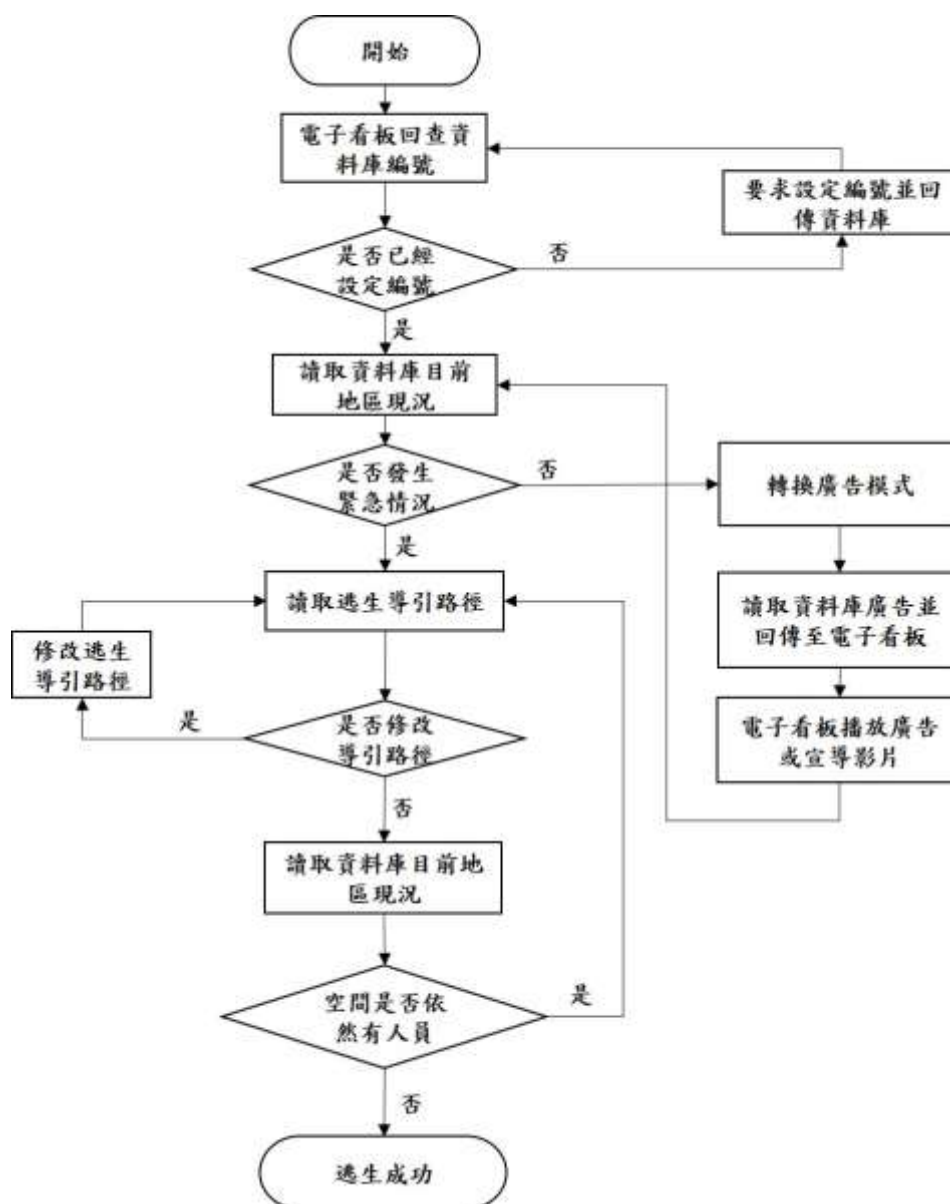 開始
電子看板回查資
料庫編號
要求設定編號並回
傳資料庫
是否已經
設定編號
否
是
讀取資料庫目前
地區現況
是否發生
緊急情況
否
轉換廣告模式
是
讀取逃生導引路徑
讀取資料庫廣告並
回傳至電子看板
修改逃生
導引路徑
是
是否修改
導引路徑
電子看板播放廣告
或宣導影片
否
讀取資料庫目前地
區現況
空間是否依
然有人員
是
否
逃生成功